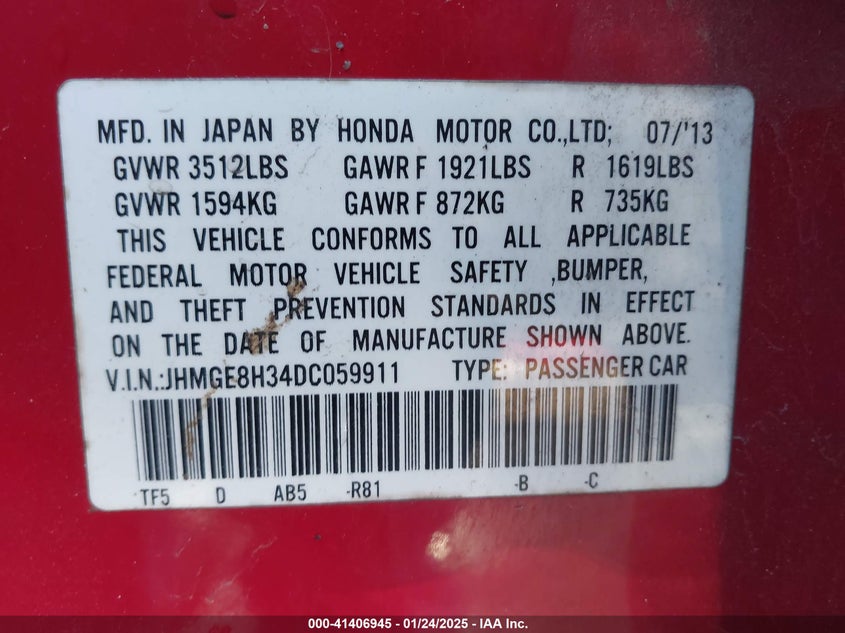 MFD. IN JAPAN BY HONDA MOTOR CO.,LTD; 07/'13
GVWR 3512LBS GAWR F 1921LBS R 1619LBS
GVWR 1594KG GAWR F 872KG R 735KG
THIS VEHICLE CONFORMS TO ALL APPLICABLE
FEDERAL MOTOR VEHICLE SAFETY ,BUMPER,
AND THEFT PREVENTION STANDARDS IN EFFECT
ON THE DATE OF MANUFACTURE SHOWN ABOVE.
V.I.N.:JHMGE8H34DC059911 TYPE: PASSENGER CAR
TF5 D AB5 -R81 -B -C
000-41406945 - 01/24/2025 - IAA Inc.